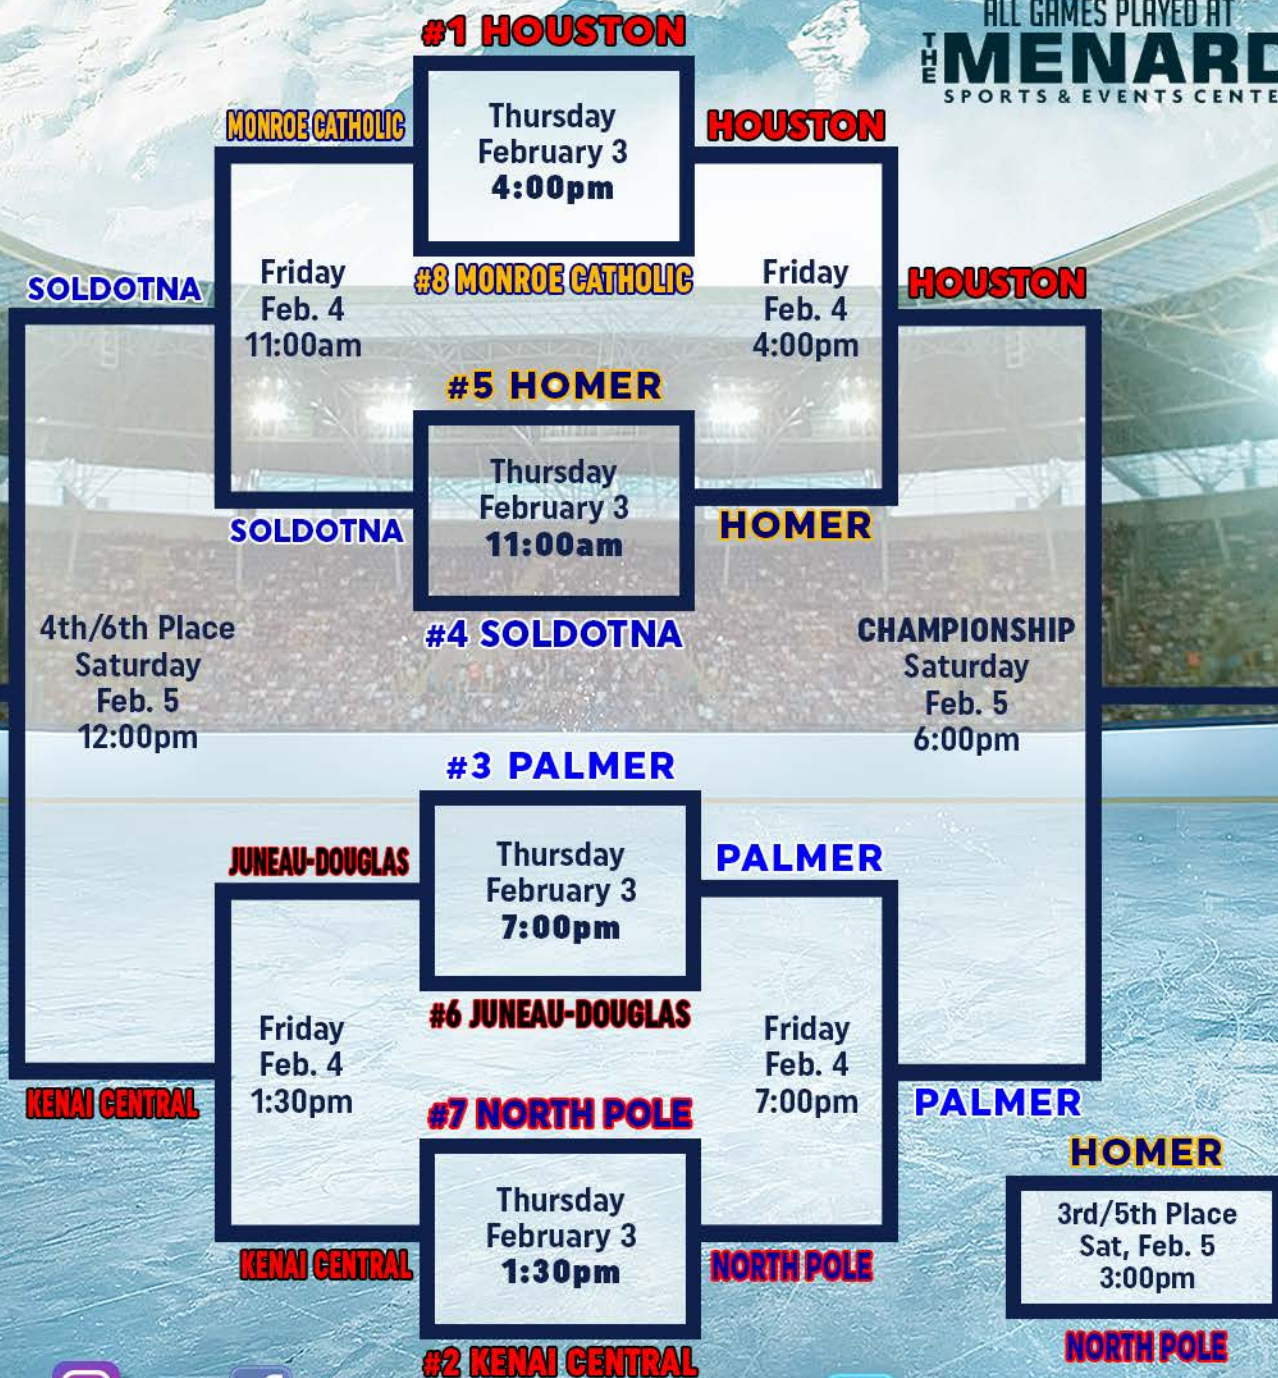 ALL GAMES PLAYED AT
THE MENARD
SPORTS & EVENTS CENTE
#1 HOUSTON
Thursday
February 3
4:00pm
#8 MONROE CATHOLIC
MONROE CATHOLIC
HOUSTON
Friday
Feb. 4
11:00am
Friday
Feb. 4
4:00pm
SOLDOTNA
HOUSTON
#5 HOMER
Thursday
February 3
11:00am
#4 SOLDOTNA
SOLDOTNA
HOMER
4th/6th Place
Saturday
Feb. 5
12:00pm
CHAMPIONSHIP
Saturday
Feb. 5
6:00pm
#3 PALMER
Thursday
February 3
7:00pm
#6 JUNEAU-DOUGLAS
JUNEAU-DOUGLAS
PALMER
Friday
Feb. 4
1:30pm
Friday
Feb. 4
7:00pm
KENAI CENTRAL
PALMER
#7 NORTH POLE
Thursday
February 3
1:30pm
#2 KENAI CENTRAL
KENAI CENTRAL
NORTH POLE
HOMER
3rd/5th Place
Sat, Feb. 5
3:00pm
NORTH POLE